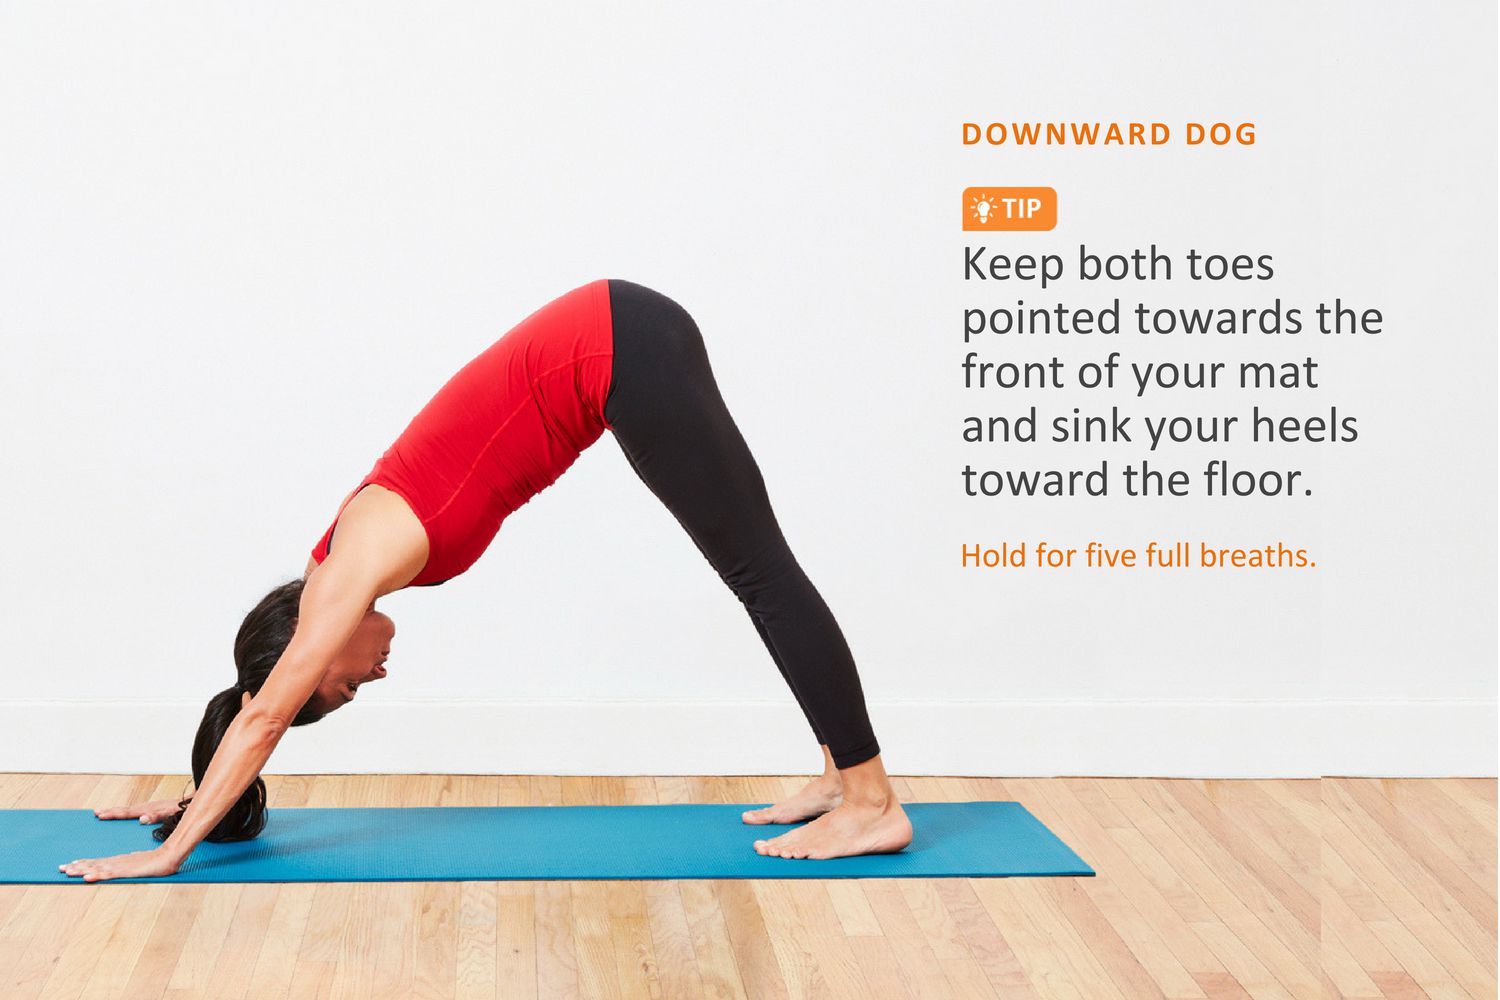 DOWNWARD DOG
TIP
Keep both toes
pointed towards the
front of your mat
and sink your heels
toward the floor.
Hold for five full breaths.